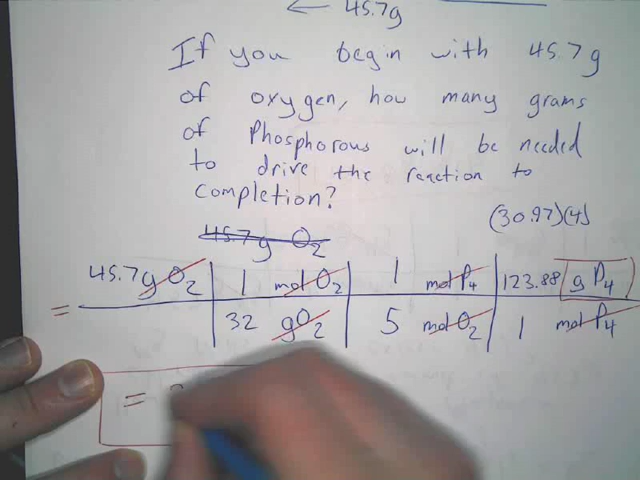 ← 45.7g
If you begin with 45.7g
of oxygen, how many grams
of Phosphorous will be needed
to drive the reaction to
completion?
(30.97)(4)
45.7g O₂
= 45.7g O₂ | 1 mol O₂ | 1 mol P₄ | 123.88 g P₄
32 gO₂ | 5 mol O₂ | 1 mol P₄
=